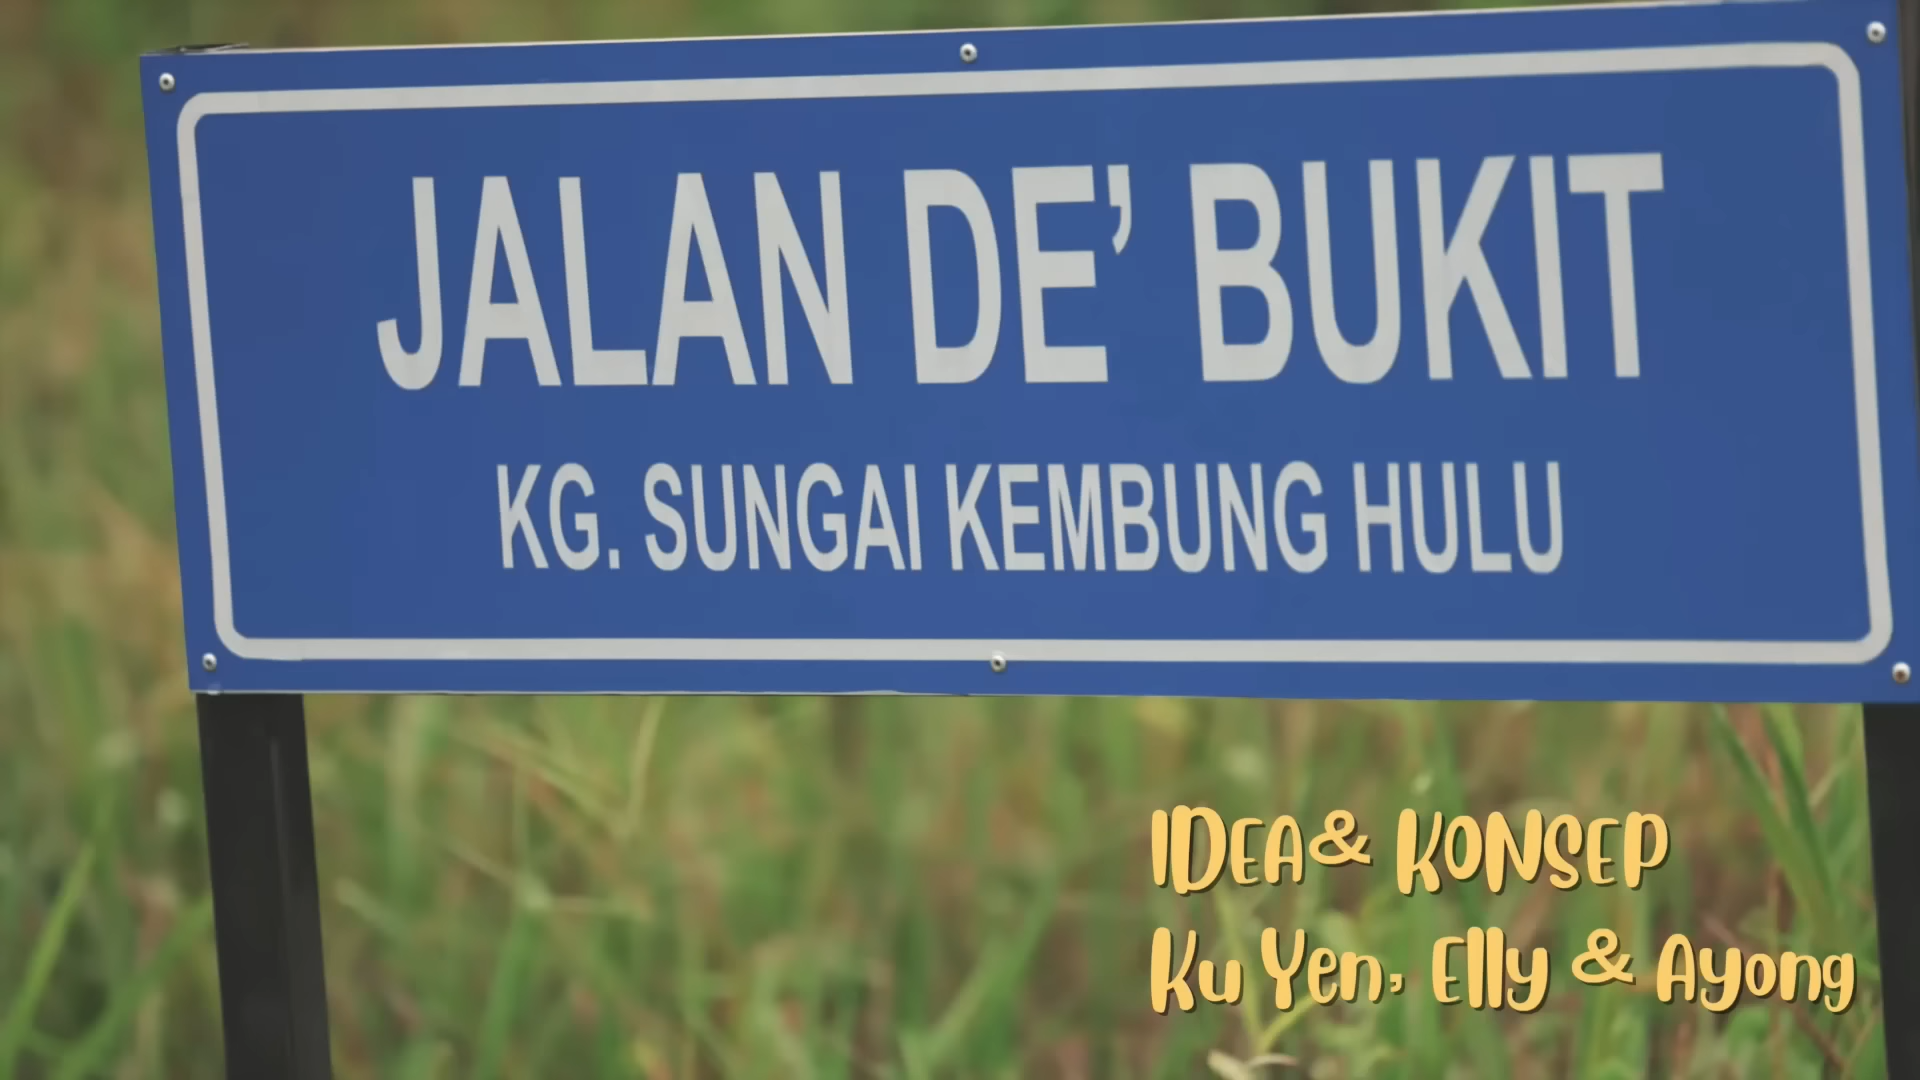 JALAN DE' BUKIT
KG. SUNGAI KEMBUNG HULU
IDEA & KONSEP
Ku Yen, Elly & Ayong